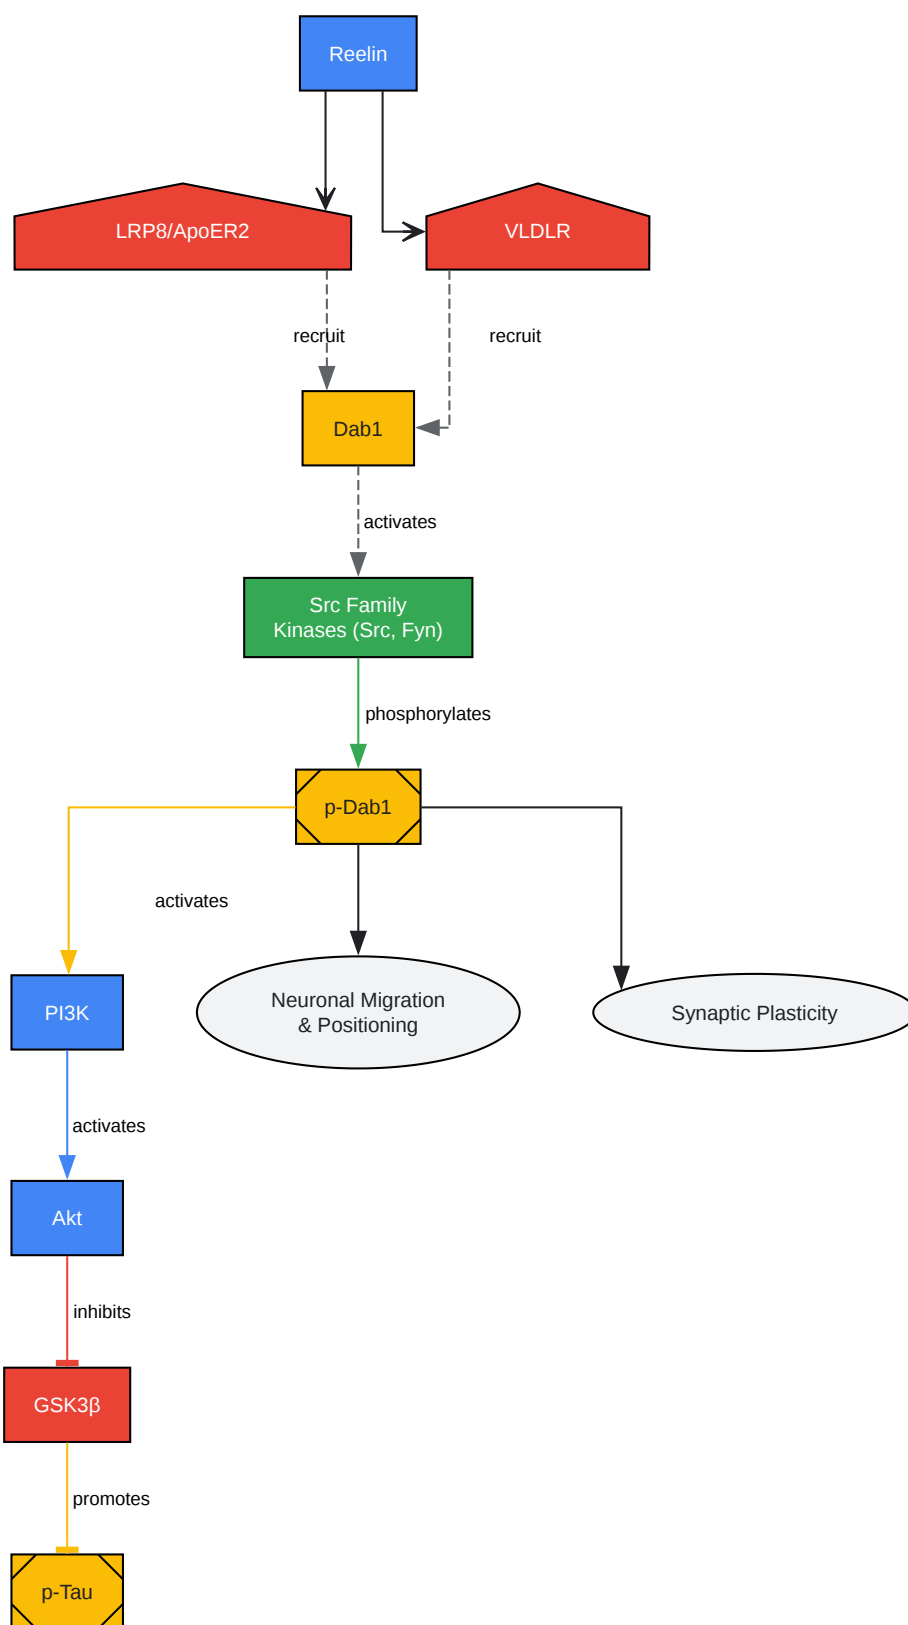 Reelin
LRP8/ApoER2
VLDLR
recruit
recruit
Dab1
activates
Src Family
Kinases (Src, Fyn)
phosphorylates
p-Dab1
activates
PI3K
Neuronal Migration
& Positioning
Synaptic Plasticity
activates
Akt
inhibits
GSK3β
promotes
p-Tau